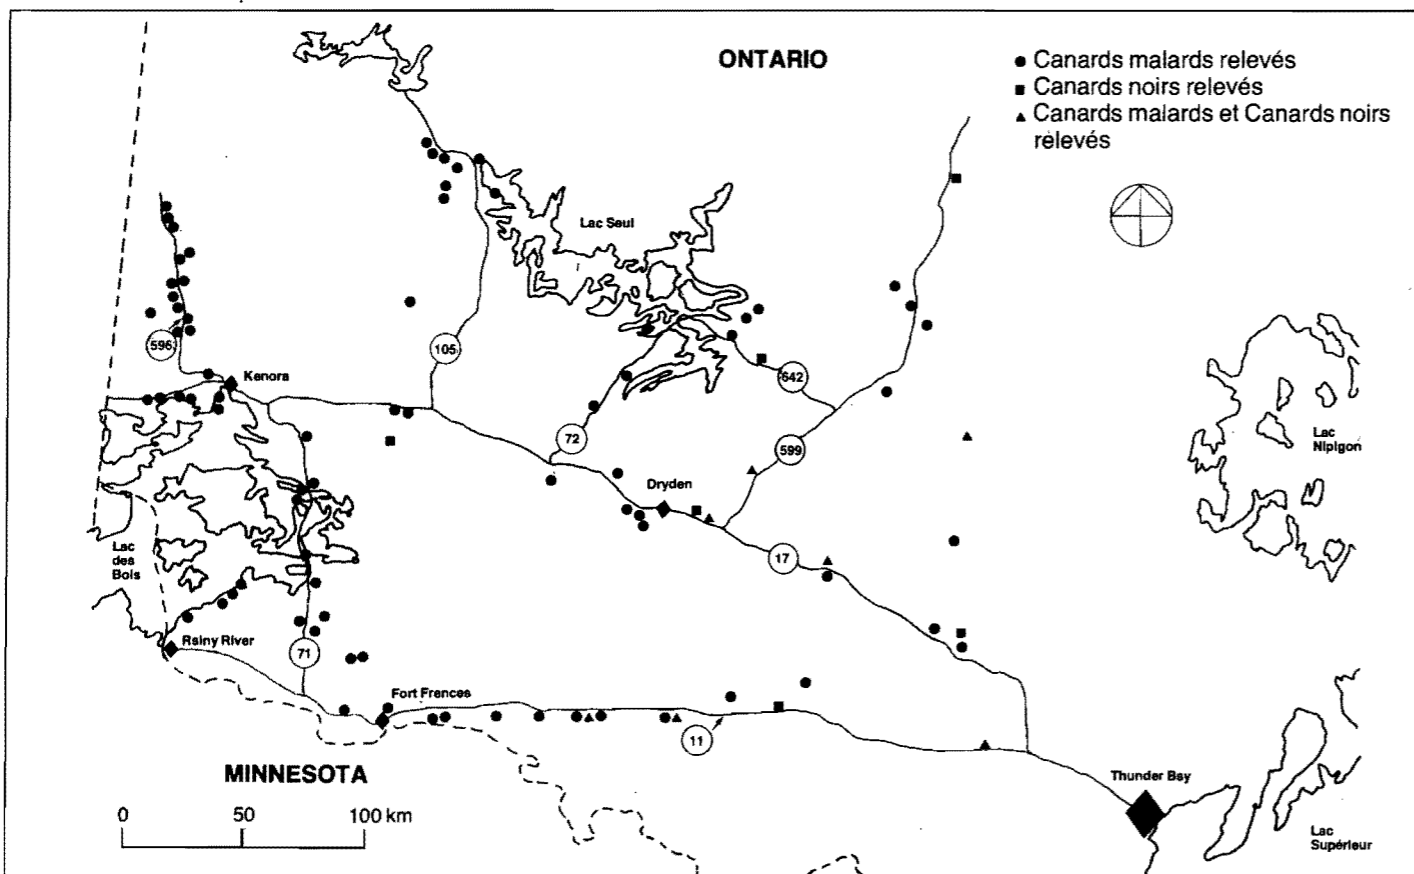 ONTARIO
Canards malards relevés
Canards noirs relevés
Canards malards et Canards noirs
relevés
Lac Seul
596
Kenora
105
642
72
599
Lac
Nipigon
Dryden
17
Lac
des
Bois
Rainy River
71
Fort Frences
11
MINNESOTA
Thunder Bay
0 50 100 km
Lac
Supérieur